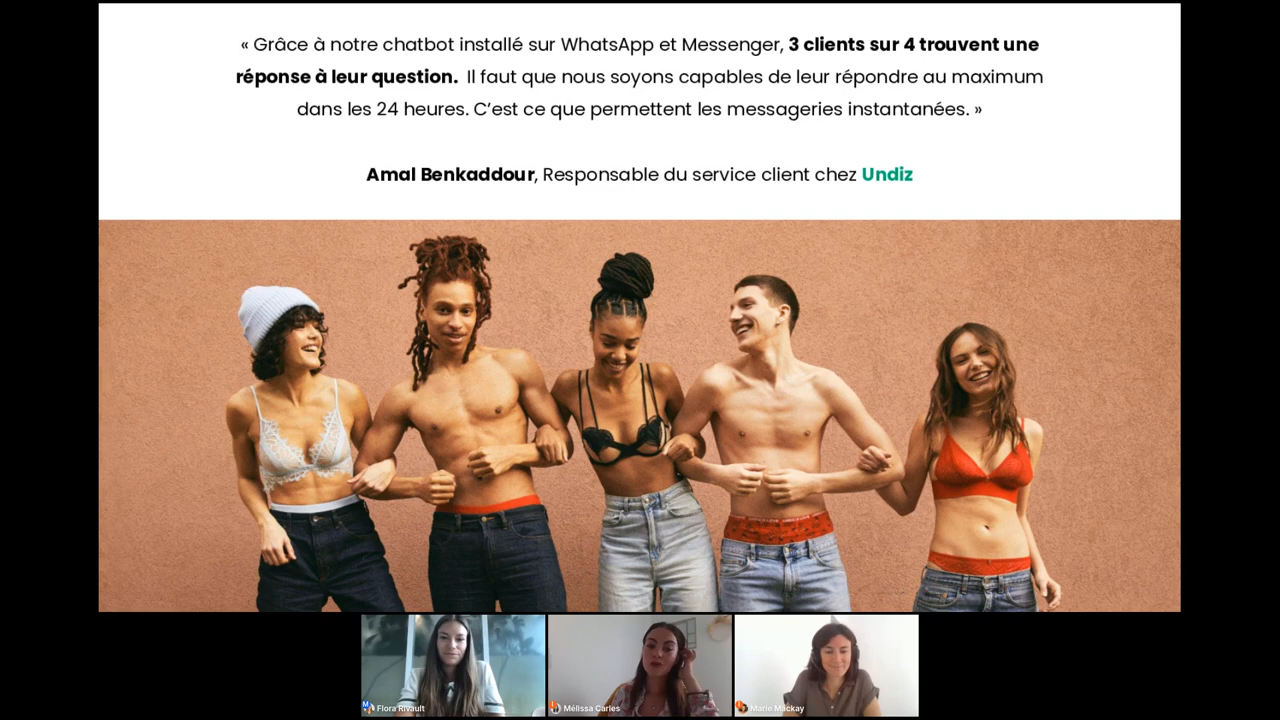 « Grâce à notre chatbot installé sur WhatsApp et Messenger, 3 clients sur 4 trouvent une
réponse à leur question. Il faut que nous soyons capables de leur répondre au maximum
dans les 24 heures. C’est ce que permettent les messageries instantanées. »
Amal Benkaddour, Responsable du service client chez Undiz
Flora Rivault
Mélissa Carles
Marie Mackay